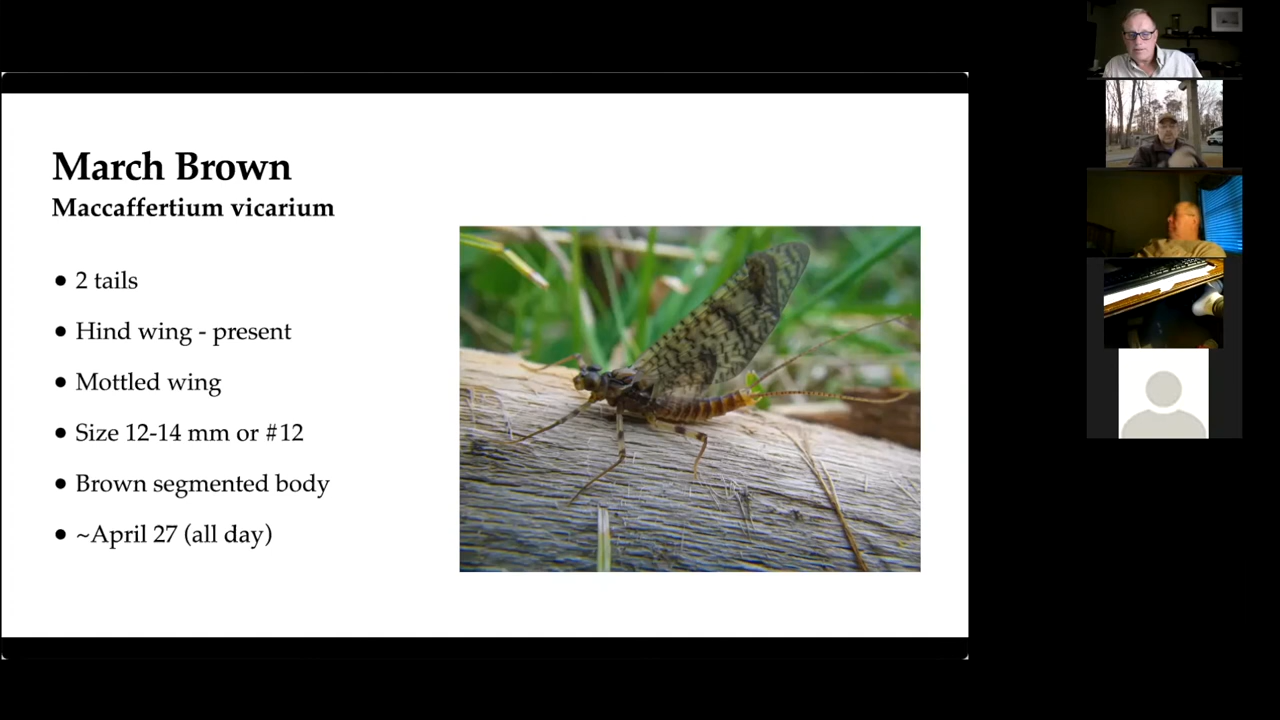 March Brown
Maccaffertium vicarium
• 2 tails
• Hind wing - present
• Mottled wing
• Size 12-14 mm or #12
• Brown segmented body
• ~April 27 (all day)